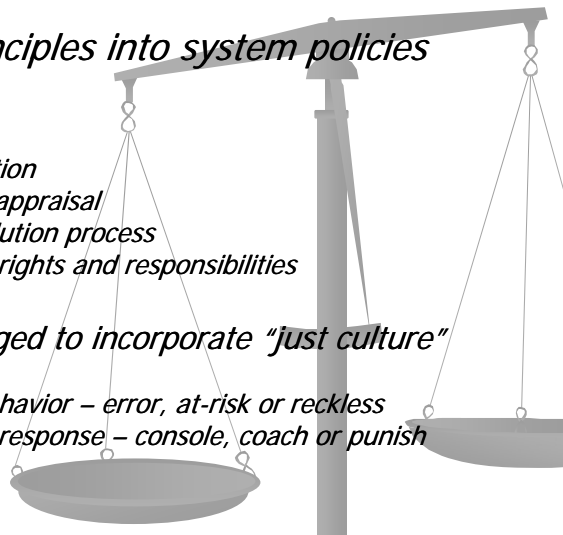 nciples into system policies
tion
appraisal
lution process
rights and responsibilities
ged to incorporate “just culture”
havior – error, at-risk or reckless
response – console, coach or punish